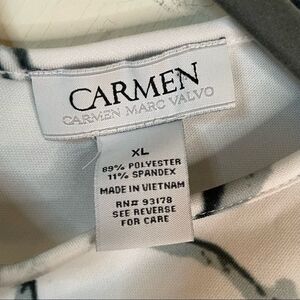 CARMEN
CARMEN MARC VALVO
XL
89% POLYESTER
11% SPANDEX
MADE IN VIETNAM
RN# 93178
SEE REVERSE
FOR CARE